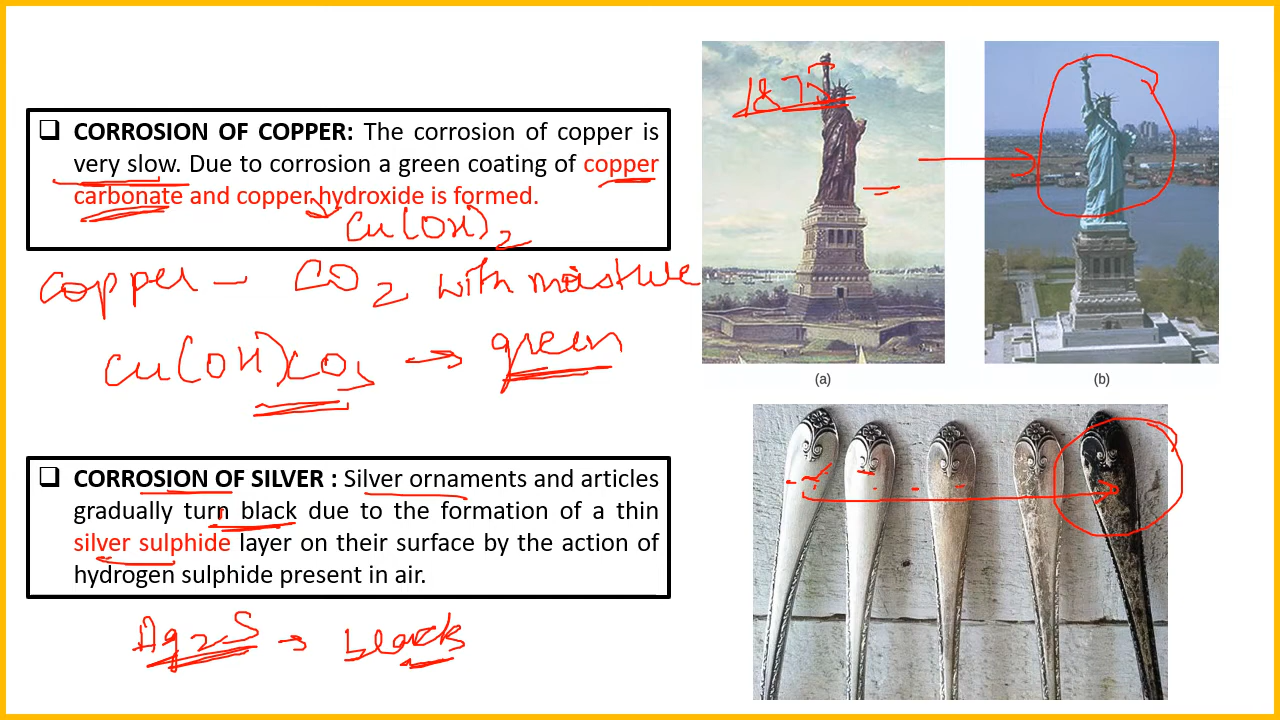 ❑ CORROSION OF COPPER: The corrosion of copper is
very slow. Due to corrosion a green coating of copper
carbonate and copper hydroxide is formed.
Cu(OH)2
Copper - CO2 with moisture
Cu(OH)CO3 → green
❑ CORROSION OF SILVER : Silver ornaments and articles
gradually turn black due to the formation of a thin
silver sulphide layer on their surface by the action of
hydrogen sulphide present in air.
Ag2S → black
(a)
(b)